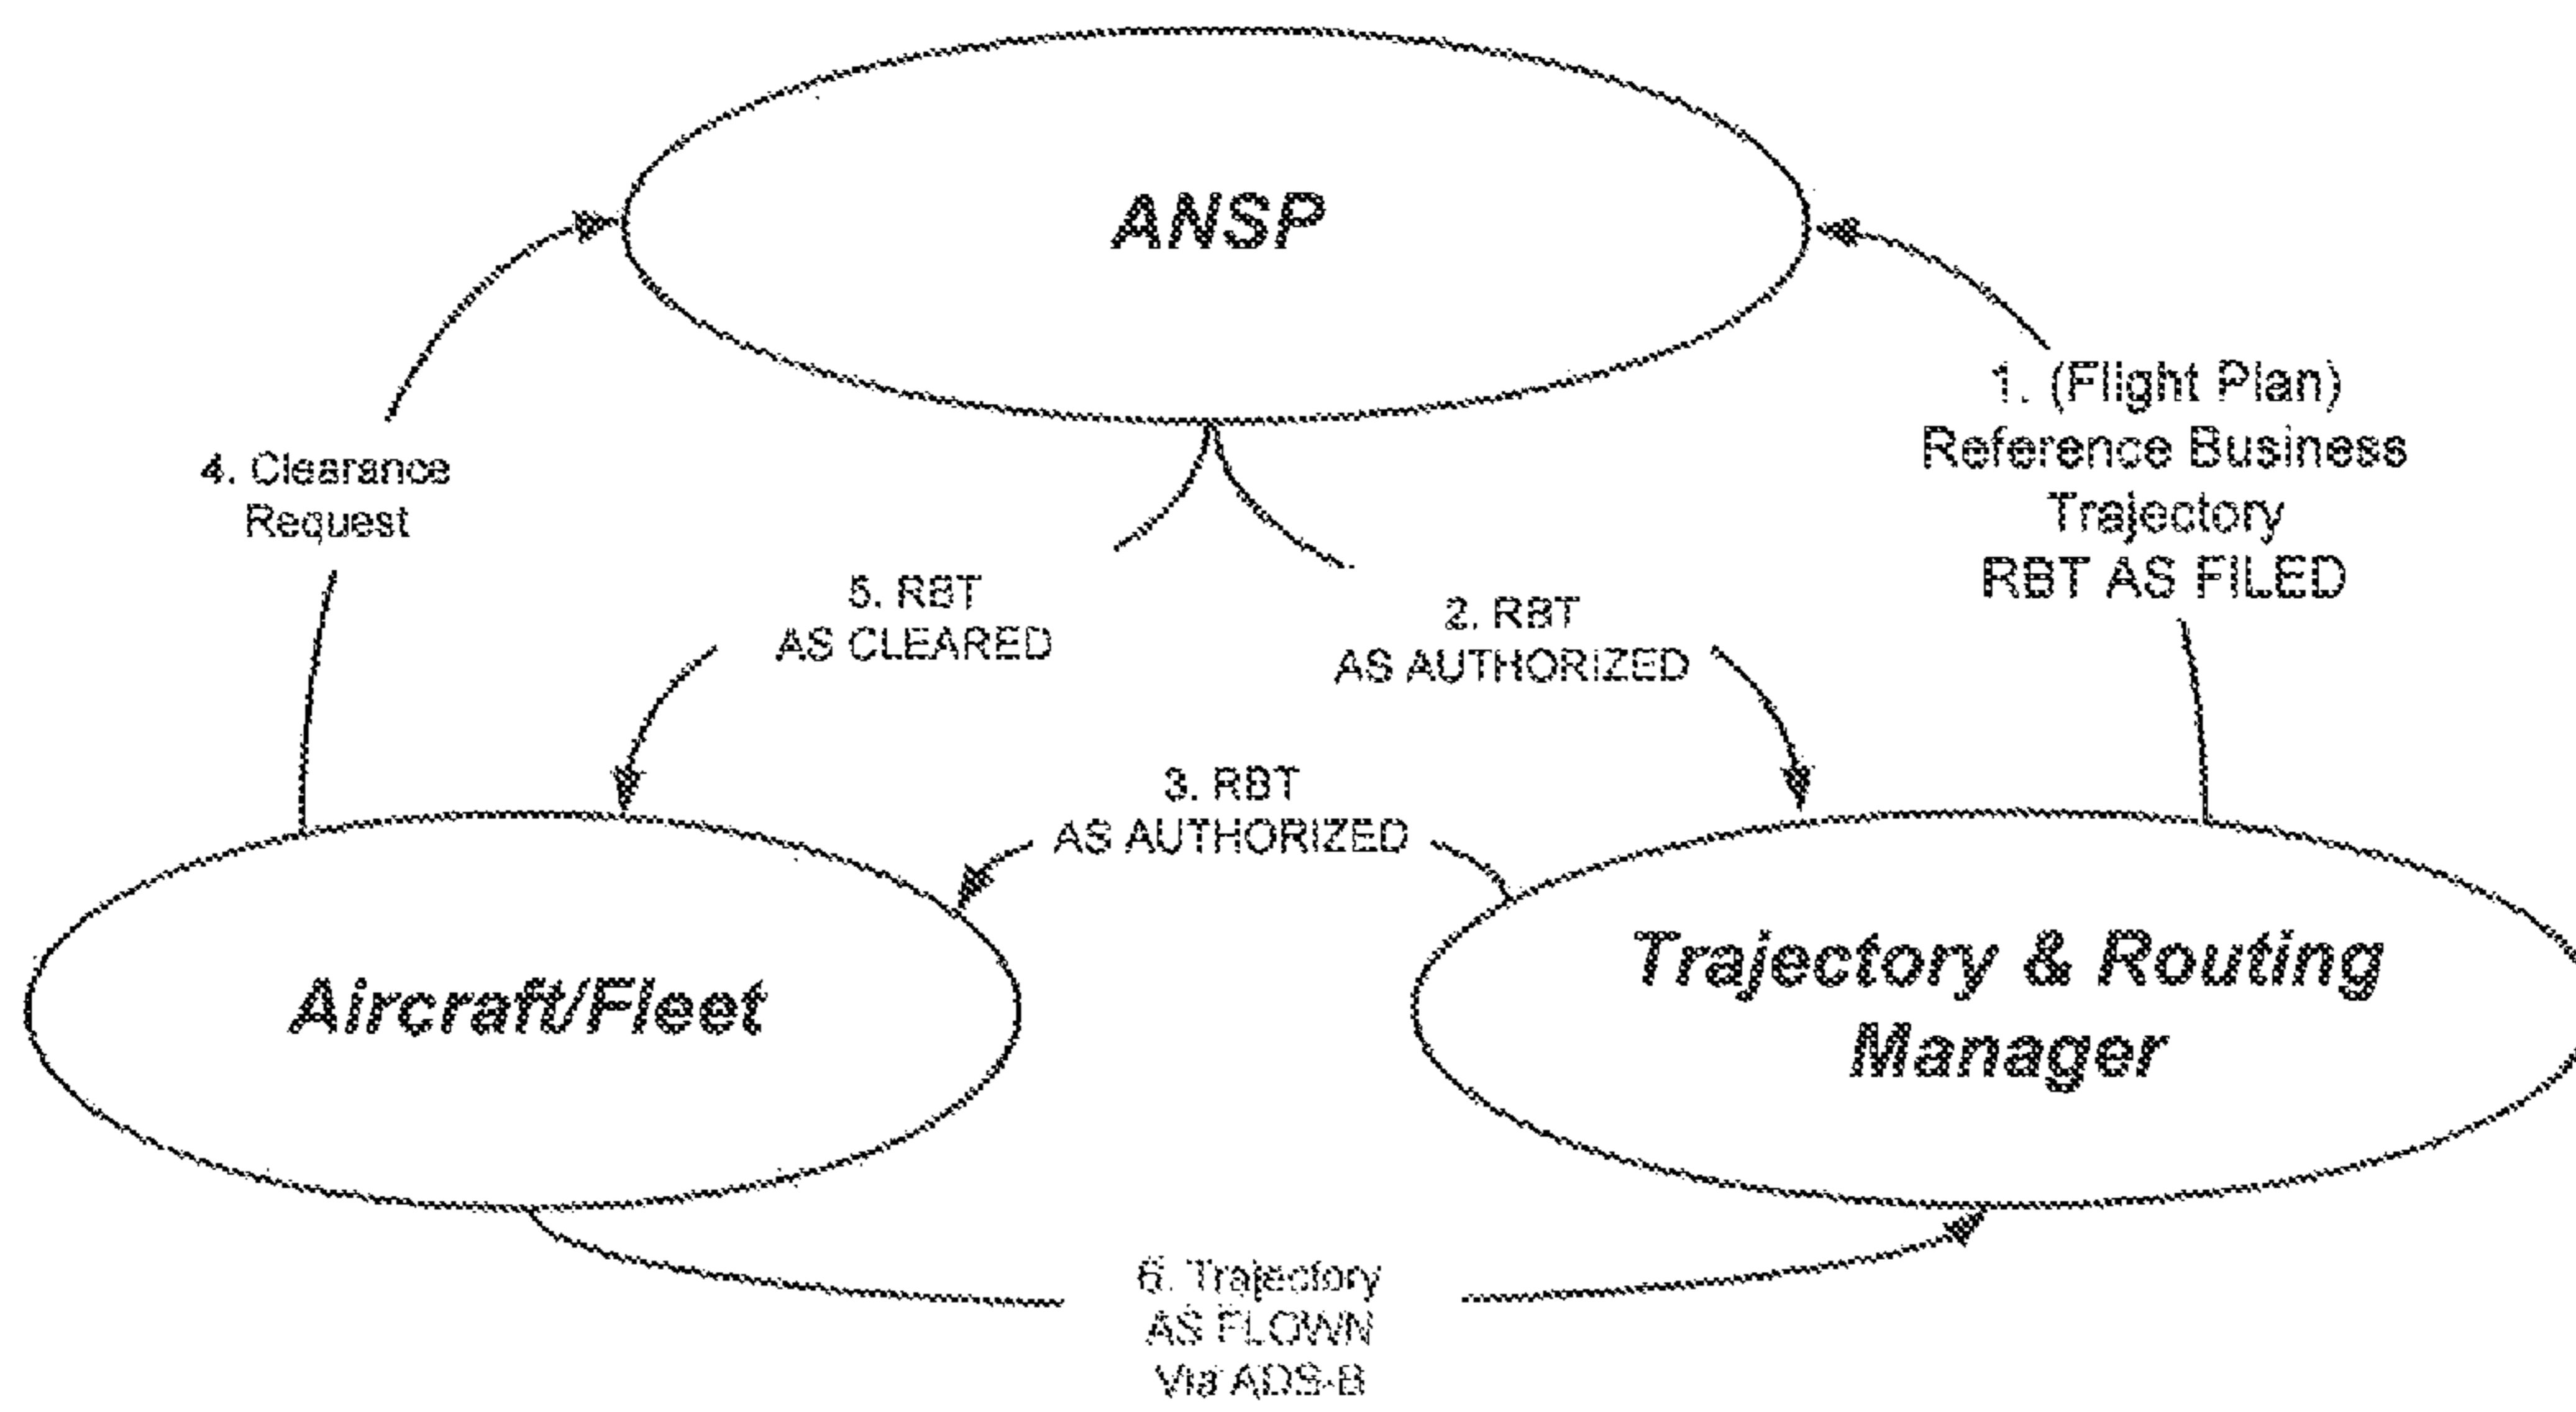 ANSP
1. (Flight Plan)
Reference Business
Trajectory
RBT AS FILED
4. Clearance
Request
5. RBT
AS CLEARED
2. RBT
AS AUTHORIZED
3. RBT
AS AUTHORIZED
Aircraft/Fleet
Trajectory & Routing
Manager
6. Trajectory
AS FLOWN
Via ADS-B